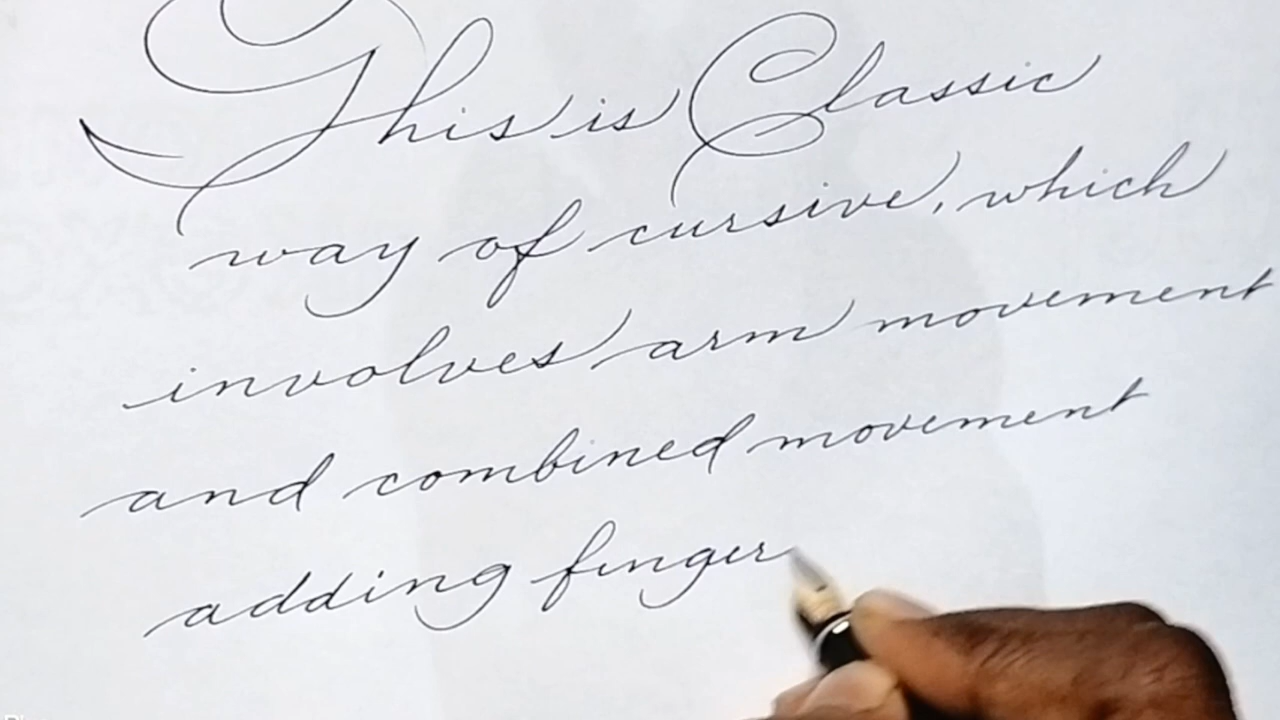 This is Classic
way of cursive, which
involves arm movement
and combined movement
adding finger